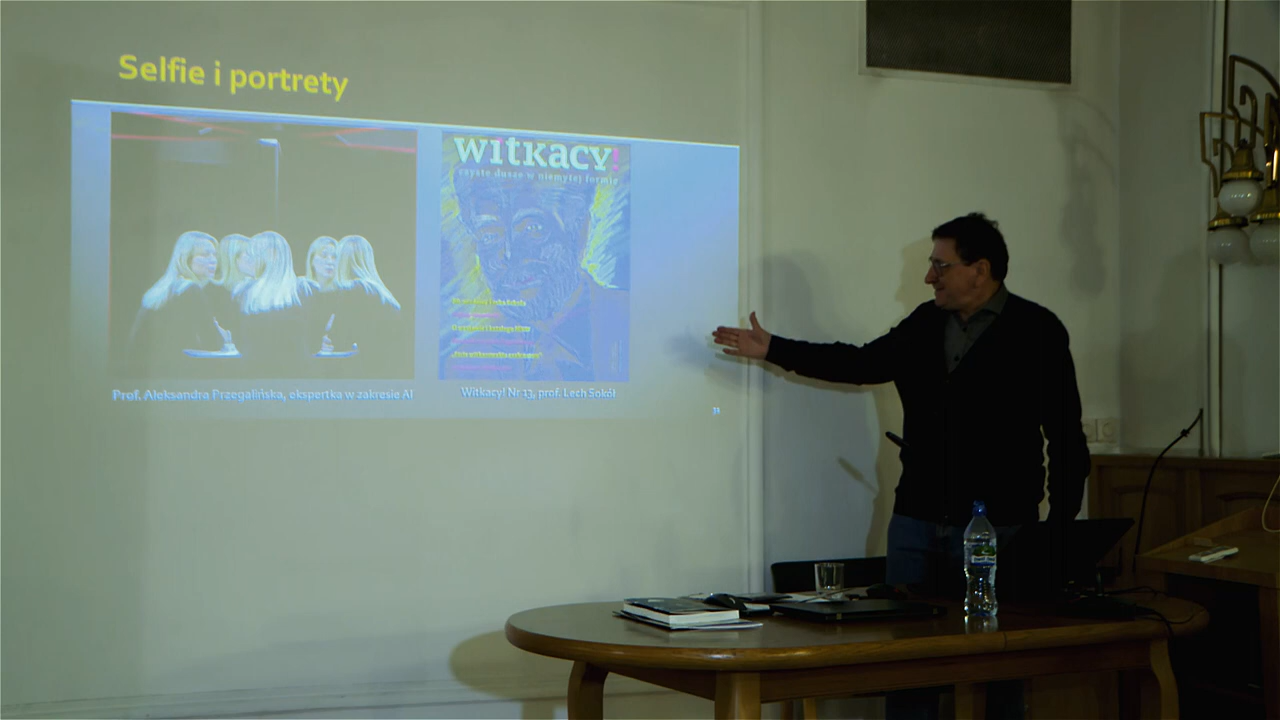 Selfie i portrety
witkacy!
czyste dusze w niemytej formie
Prof. Aleksandra Przegalińska, ekspertka w zakresie AI
Witkacy! Nr 13, prof. Lech Sokół